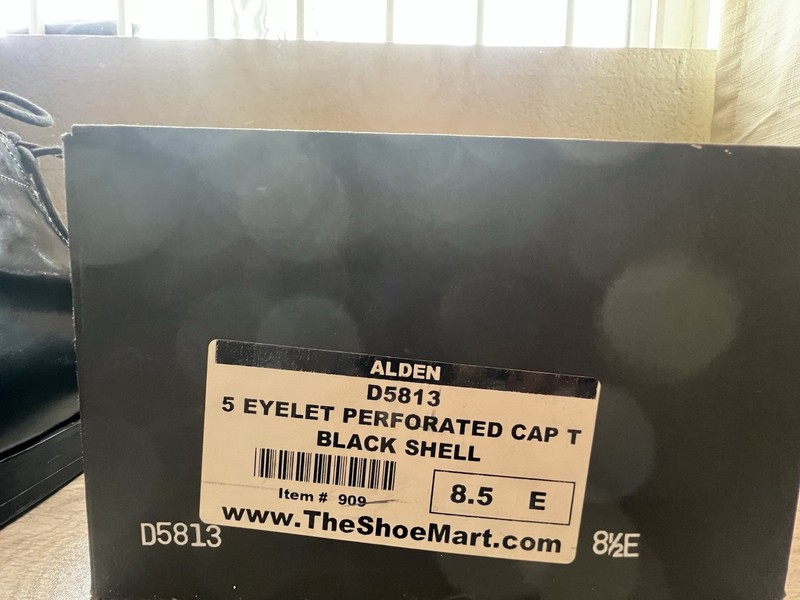 ALDEN
D5813
5 EYELET PERFORATED CAP T
BLACK SHELL
8.5 E
Item # 909
www.TheShoeMart.com
D5813
8½E